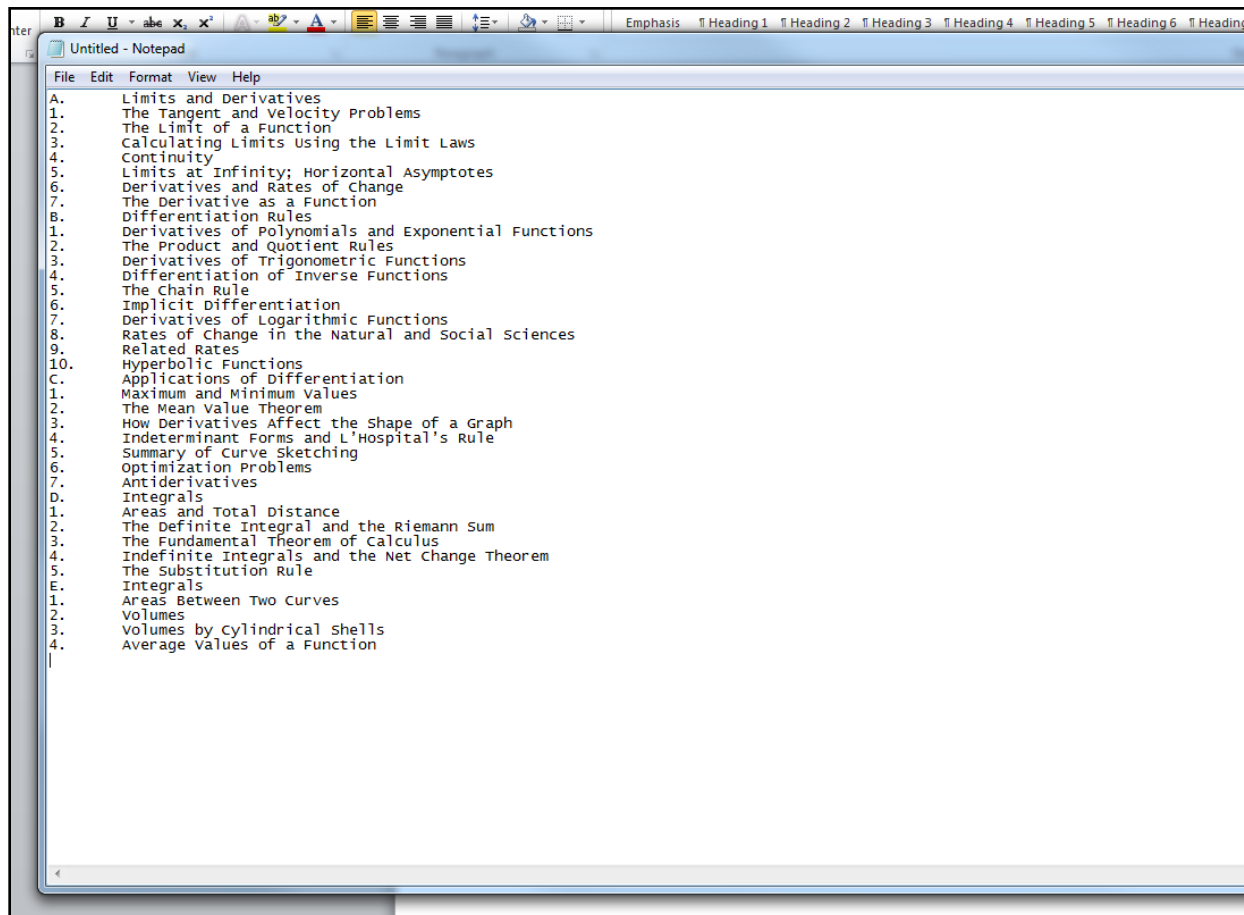 nter B I U abe x₂ x² A ab A Emphasis ¶ Heading 1 ¶ Heading 2 ¶ Heading 3 ¶ Heading 4 ¶ Heading 5 ¶ Heading 6 ¶ Heading
Untitled - Notepad
File Edit Format View Help
A. Limits and Derivatives
1. The Tangent and Velocity Problems
2. The Limit of a Function
3. Calculating Limits Using the Limit Laws
4. Continuity
5. Limits at Infinity; Horizontal Asymptotes
6. Derivatives and Rates of Change
7. The Derivative as a Function
B. Differentiation Rules
1. Derivatives of Polynomials and Exponential Functions
2. The Product and Quotient Rules
3. Derivatives of Trigonometric Functions
4. Differentiation of Inverse Functions
5. The Chain Rule
6. Implicit Differentiation
7. Derivatives of Logarithmic Functions
8. Rates of Change in the Natural and Social Sciences
9. Related Rates
10. Hyperbolic Functions
C. Applications of Differentiation
1. Maximum and Minimum Values
2. The Mean Value Theorem
3. How Derivatives Affect the Shape of a Graph
4. Indeterminant Forms and L'Hospital's Rule
5. Summary of Curve Sketching
6. Optimization Problems
7. Antiderivatives
D. Integrals
1. Areas and Total Distance
2. The Definite Integral and the Riemann Sum
3. The Fundamental Theorem of Calculus
4. Indefinite Integrals and the Net Change Theorem
5. The Substitution Rule
E. Integrals
1. Areas Between Two Curves
2. Volumes
3. Volumes by Cylindrical Shells
4. Average Values of a Function